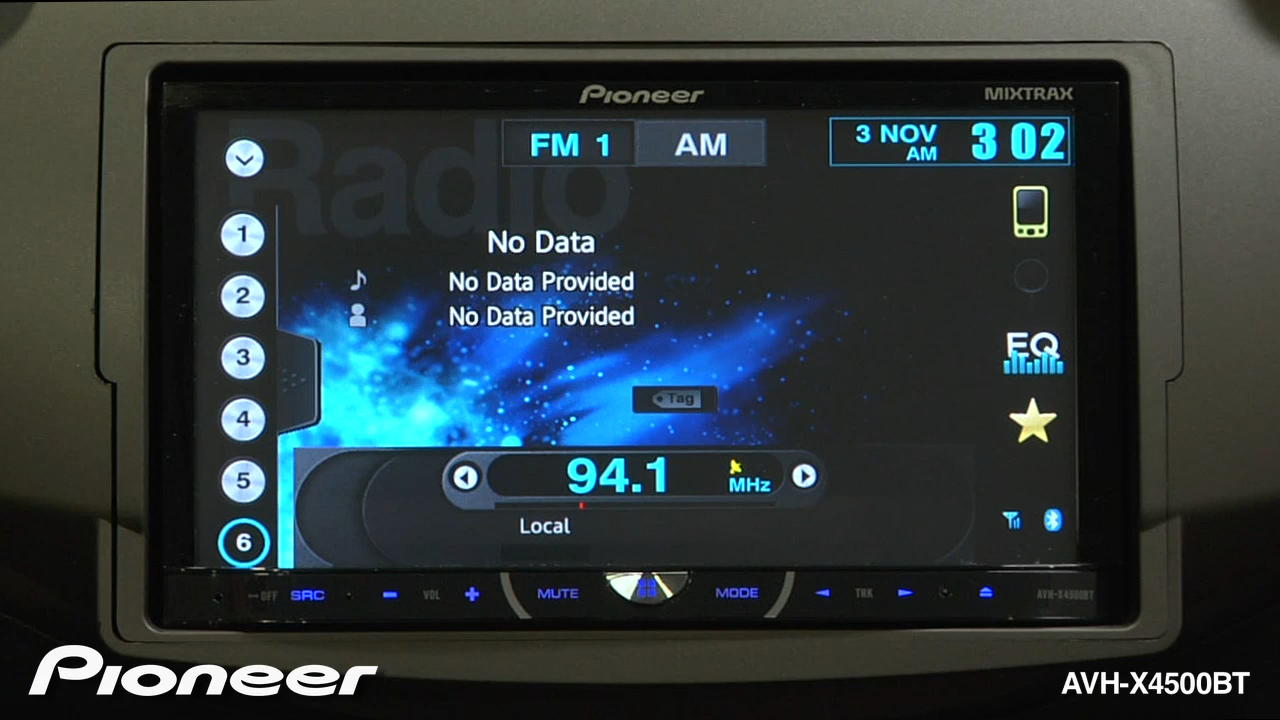 Pioneer
MIXTRAX
Radio
FM 1
AM
3 NOV
AM
3 02
1
2
3
4
5
6
No Data
No Data Provided
No Data Provided
EQ
Tag
94.1
MHz
Local
OFF
SRC
VOL
MUTE
MODE
TRK
AVH-X4500BT
Pioneer
AVH-X4500BT